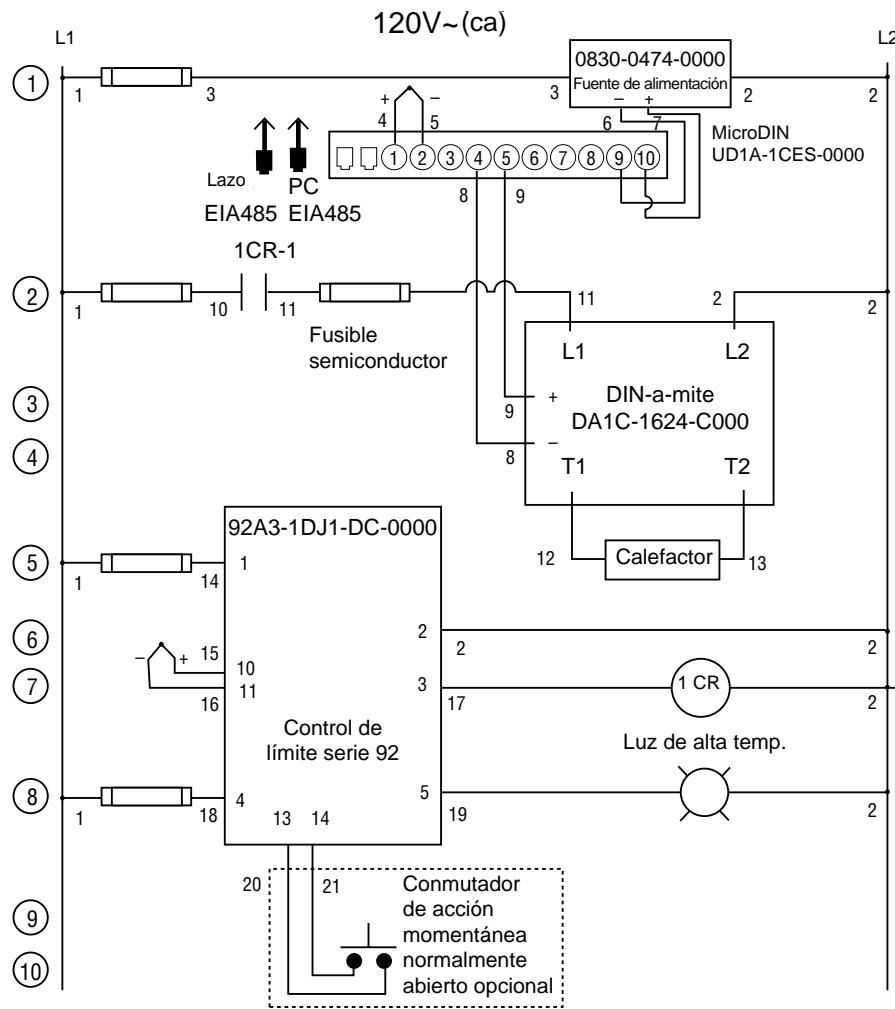 120V~(ca)
L1
L2
1
1
3
3
0830-0474-0000
Fuente de alimentación
2
2
+
–
4
5
–
+
6
7
MicroDIN
UD1A-1CES-0000
1 2 3 4 5 6 7 8 9 10
Lazo
EIA485
PC
EIA485
8
9
1CR-1
2
1
10
11
Fusible
semiconductor
11
2
2
L1
L2
3
9
+
DIN-a-mite
DA1C-1624-C000
4
8
–
T1
T2
12
Calefactor
13
92A3-1DJ1-DC-0000
5
1
14
1
6
2
2
2
–
+
15
10
7
16
11
3
17
1 CR
2
Control de
límite serie 92
Luz de alta temp.
8
1
18
4
5
19
2
13
14
20
21
Conmutador
de acción
momentánea
normalmente
abierto opcional
9
10